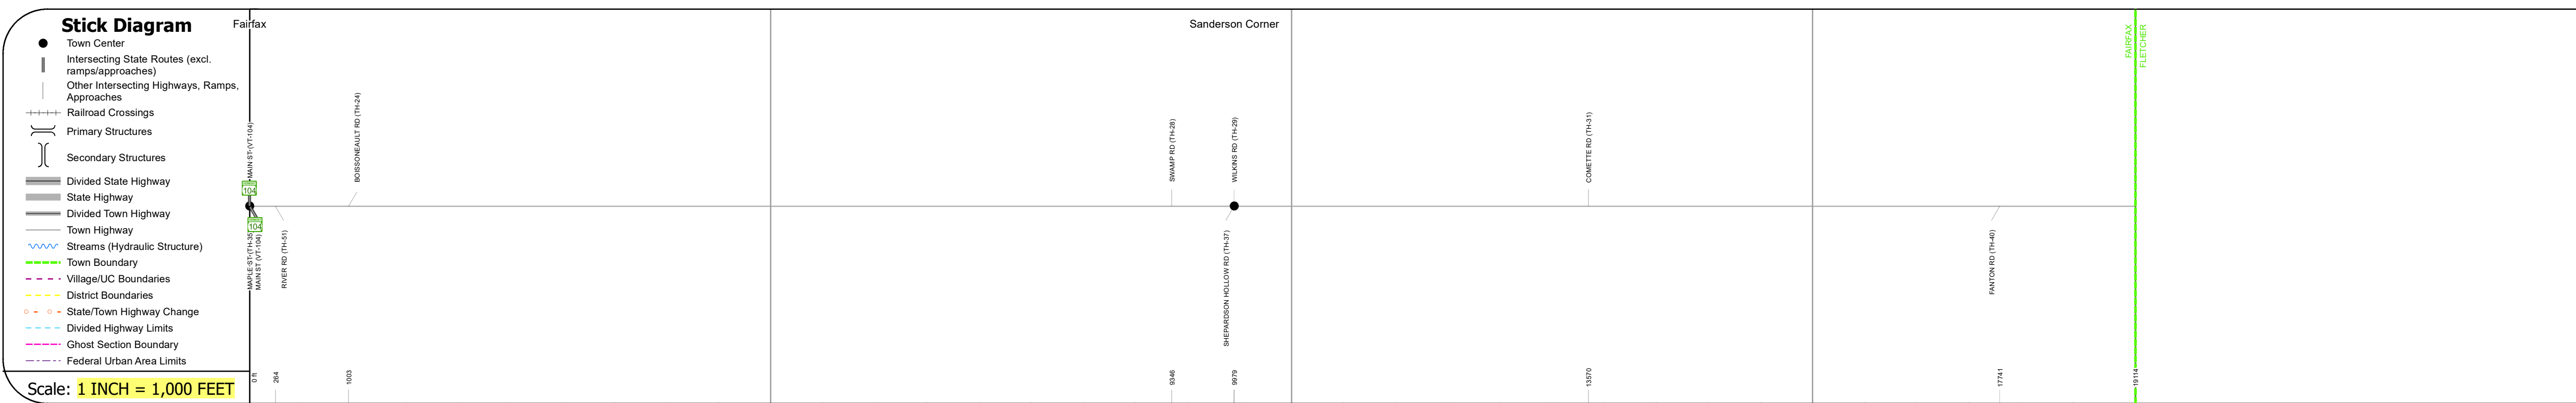 Stick Diagram
Town Center
Intersecting State Routes (excl.
ramps/approaches)
Other Intersecting Highways, Ramps,
Approaches
Railroad Crossings
Primary Structures
Secondary Structures
Divided State Highway
State Highway
Divided Town Highway
Town Highway
Streams (Hydraulic Structure)
Town Boundary
Village/UC Boundaries
District Boundaries
State/Town Highway Change
Divided Highway Limits
Ghost Section Boundary
Federal Urban Area Limits
Scale: 1 INCH = 1,000 FEET
Fairfax
Sanderson Corner
FAIRFAX
FLETCHER
MAIN ST-(VT-104)
BOISSONEAULT RD (TH-24)
SWAMP RD (TH-28)
WILKINS RD (TH-29)
COMETTE RD (TH-31)
104
104
MAPLE ST-(TH-35)
MAIN ST (VT-104)
RIVER RD (TH-51)
SHEPARDSON HOLLOW RD (TH-37)
FANTON RD (TH-40)
0 ft
264
1003
9346
9979
13570
17741
19114